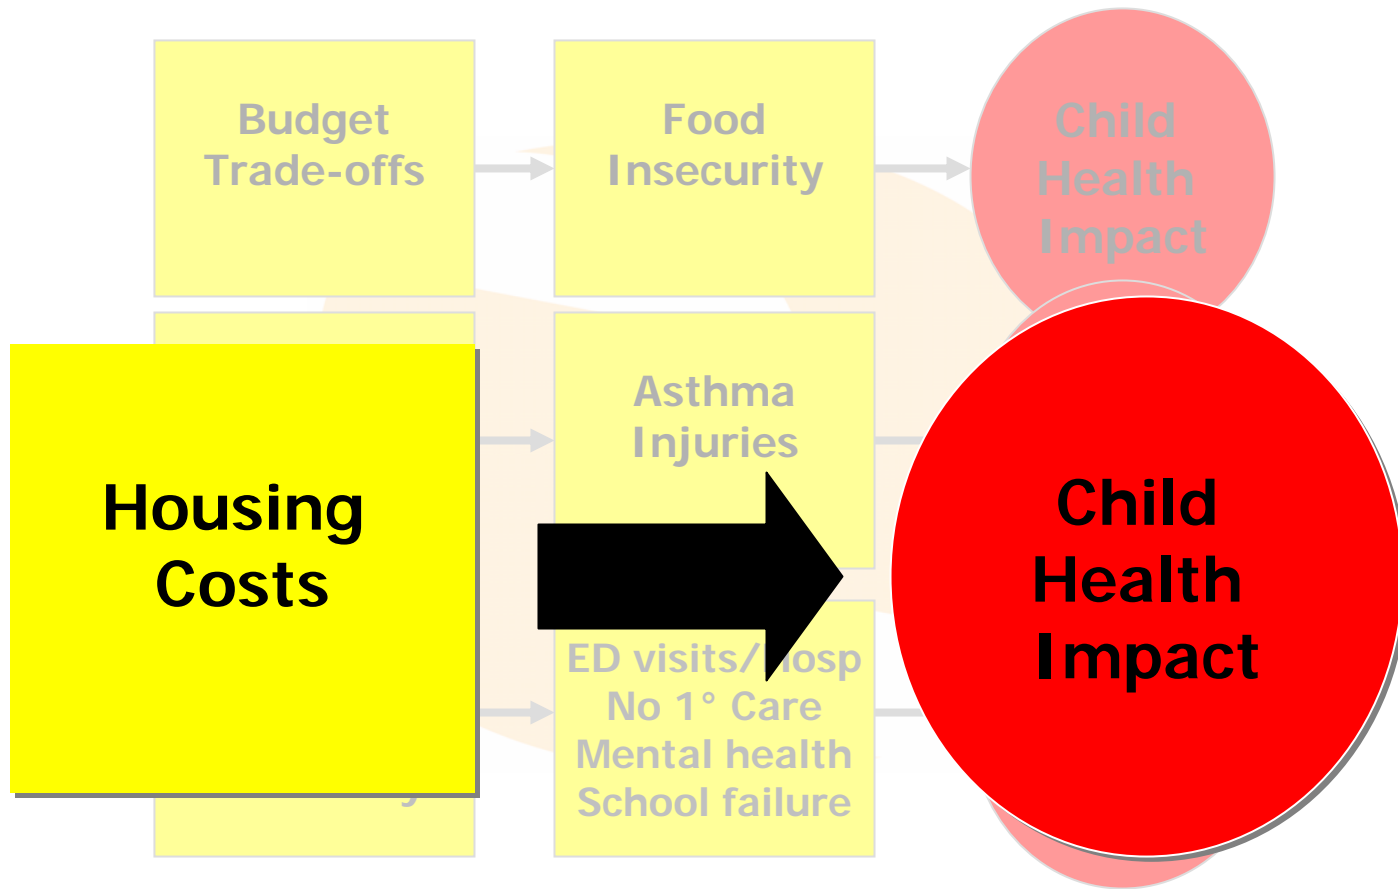 Budget
Trade-offs
Food
Insecurity
Child
Health
Impact
Asthma
Injuries
Housing
Costs
Child
Health
Impact
ED visits/Hosp
No 1° Care
Mental health
School failure